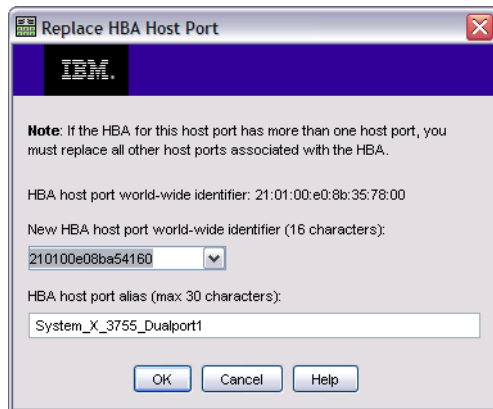 Replace HBA Host Port
IBM.
Note: If the HBA for this host port has more than one host port, you
must replace all other host ports associated with the HBA.
HBA host port world-wide identifier: 21:01:00:e0:8b:35:78:00
New HBA host port world-wide identifier (16 characters):
210100e08ba54160
HBA host port alias (max 30 characters):
System_X_3755_Dualport1
OK Cancel Help